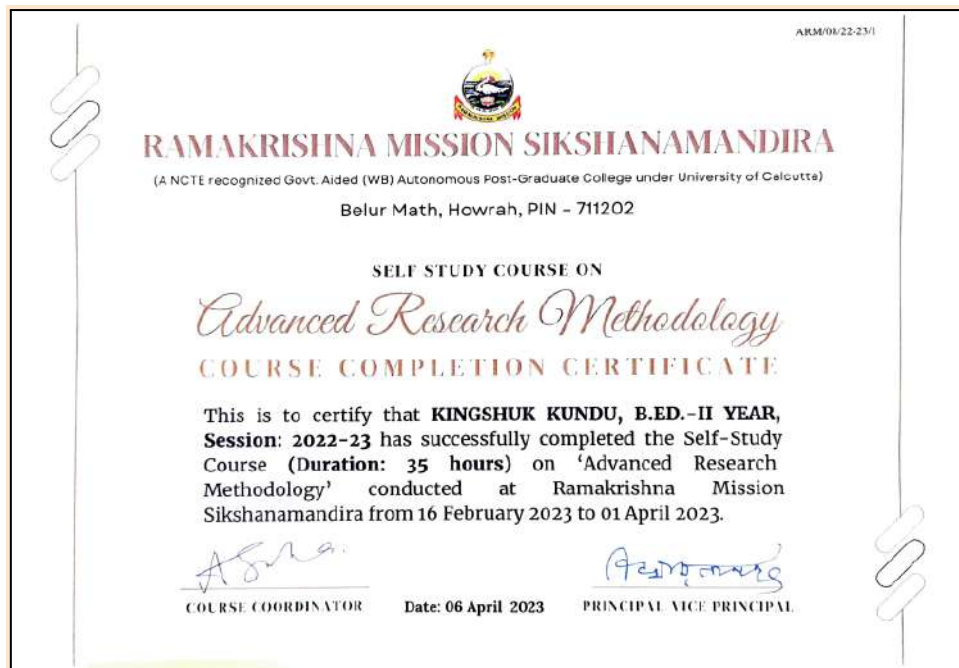 ARM/08/22-23/1
RAMAKRISHNA MISSION
RAMAKRISHNA MISSION SIKSHANAMANDIRA
(A NCTE recognized Govt. Aided (WB) Autonomous Post-Graduate College under University of Calcutta)
Belur Math, Howrah, PIN - 711202
SELF STUDY COURSE ON
Advanced Research Methodology
COURSE COMPLETION CERTIFICATE
This is to certify that KINGSHUK KUNDU, B.ED.-II YEAR,
Session: 2022-23 has successfully completed the Self-Study
Course (Duration: 35 hours) on ‘Advanced Research
Methodology’ conducted at Ramakrishna Mission
Sikshanamandira from 16 February 2023 to 01 April 2023.
COURSE COORDINATOR Date: 06 April 2023 PRINCIPAL VICE PRINCIPAL